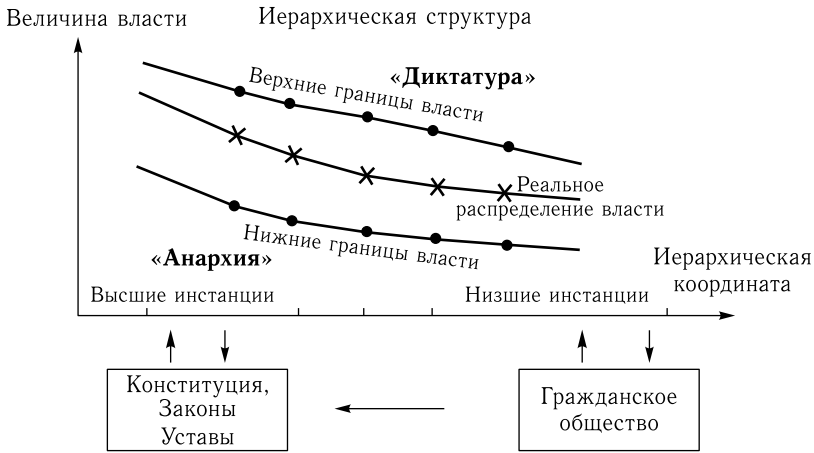 Величина власти
Иерархическая структура
Верхние границы власти
«Диктатура»
Реальное
распределение власти
Нижние границы власти
«Анархия»
Иерархическая
координата
Высшие инстанции
Низшие инстанции
Конституция,
Законы
Уставы
Гражданское
общество